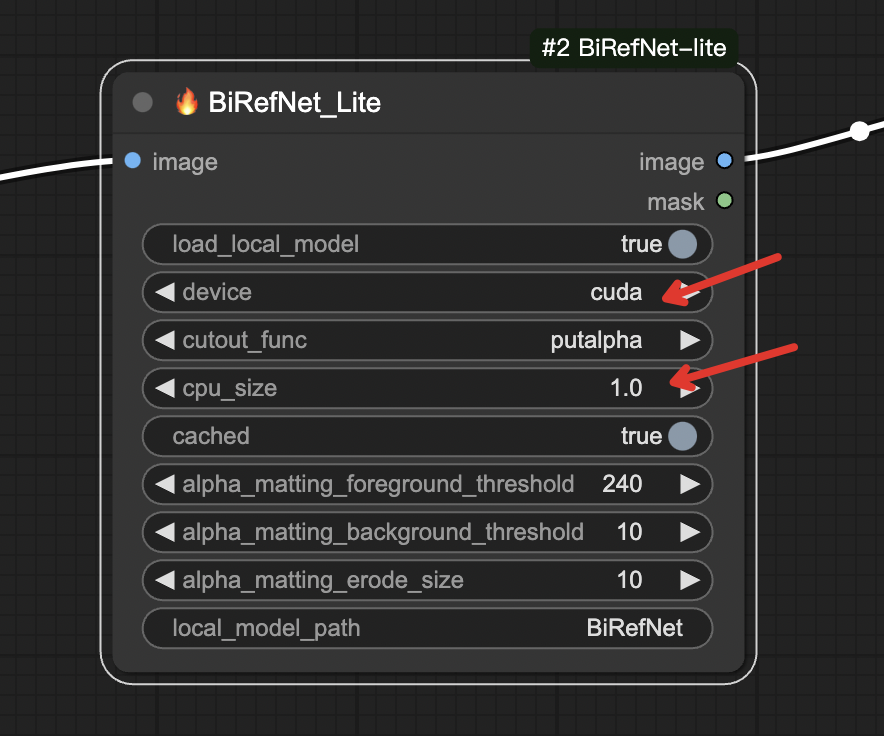 #2 BiRefNet-lite
🔥 BiRefNet_Lite
image image
mask
load_local_model true
device cuda
cutout_func putalpha
cpu_size 1.0
cached true
alpha_matting_foreground_threshold 240
alpha_matting_background_threshold 10
alpha_matting_erode_size 10
local_model_path BiRefNet